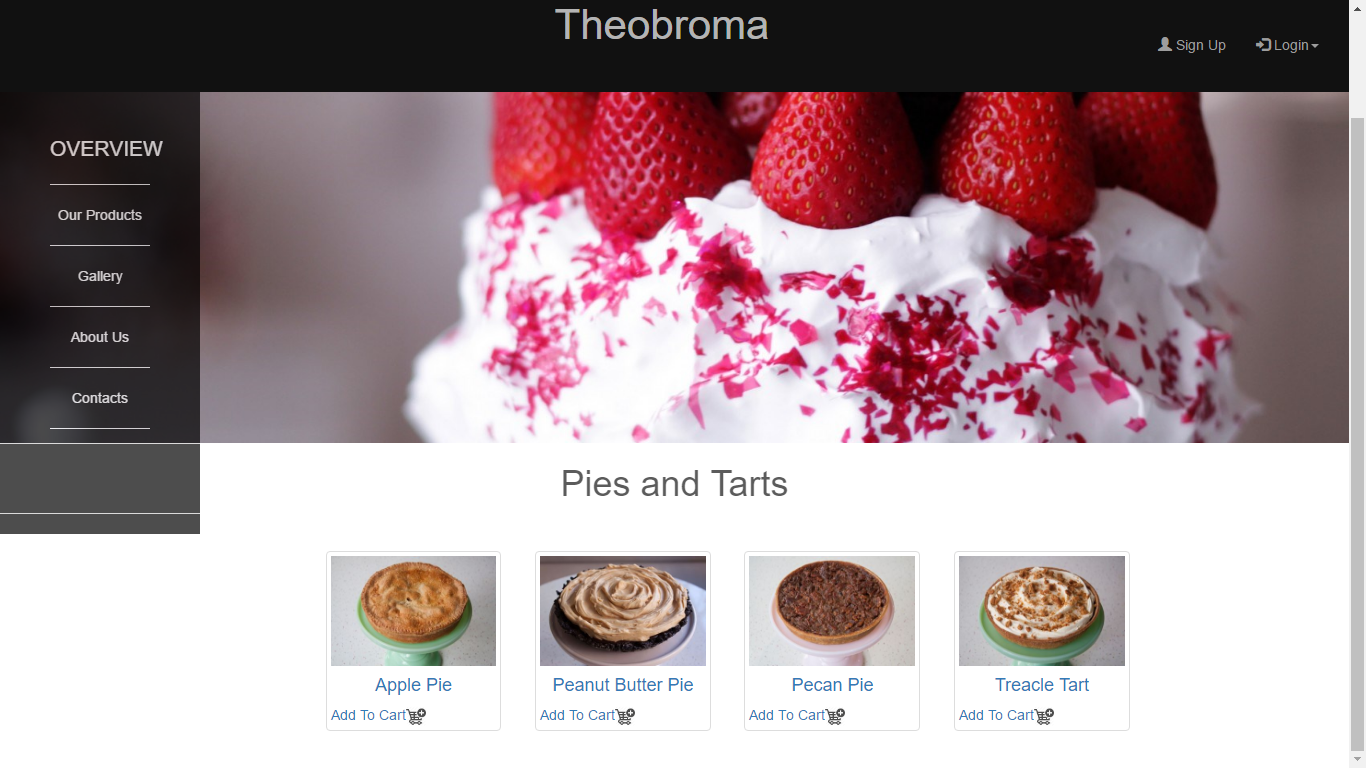 Theobroma
Sign Up
Login
OVERVIEW
Our Products
Gallery
About Us
Contacts
Pies and Tarts
Apple Pie
Add To Cart
Peanut Butter Pie
Add To Cart
Pecan Pie
Add To Cart
Treacle Tart
Add To Cart